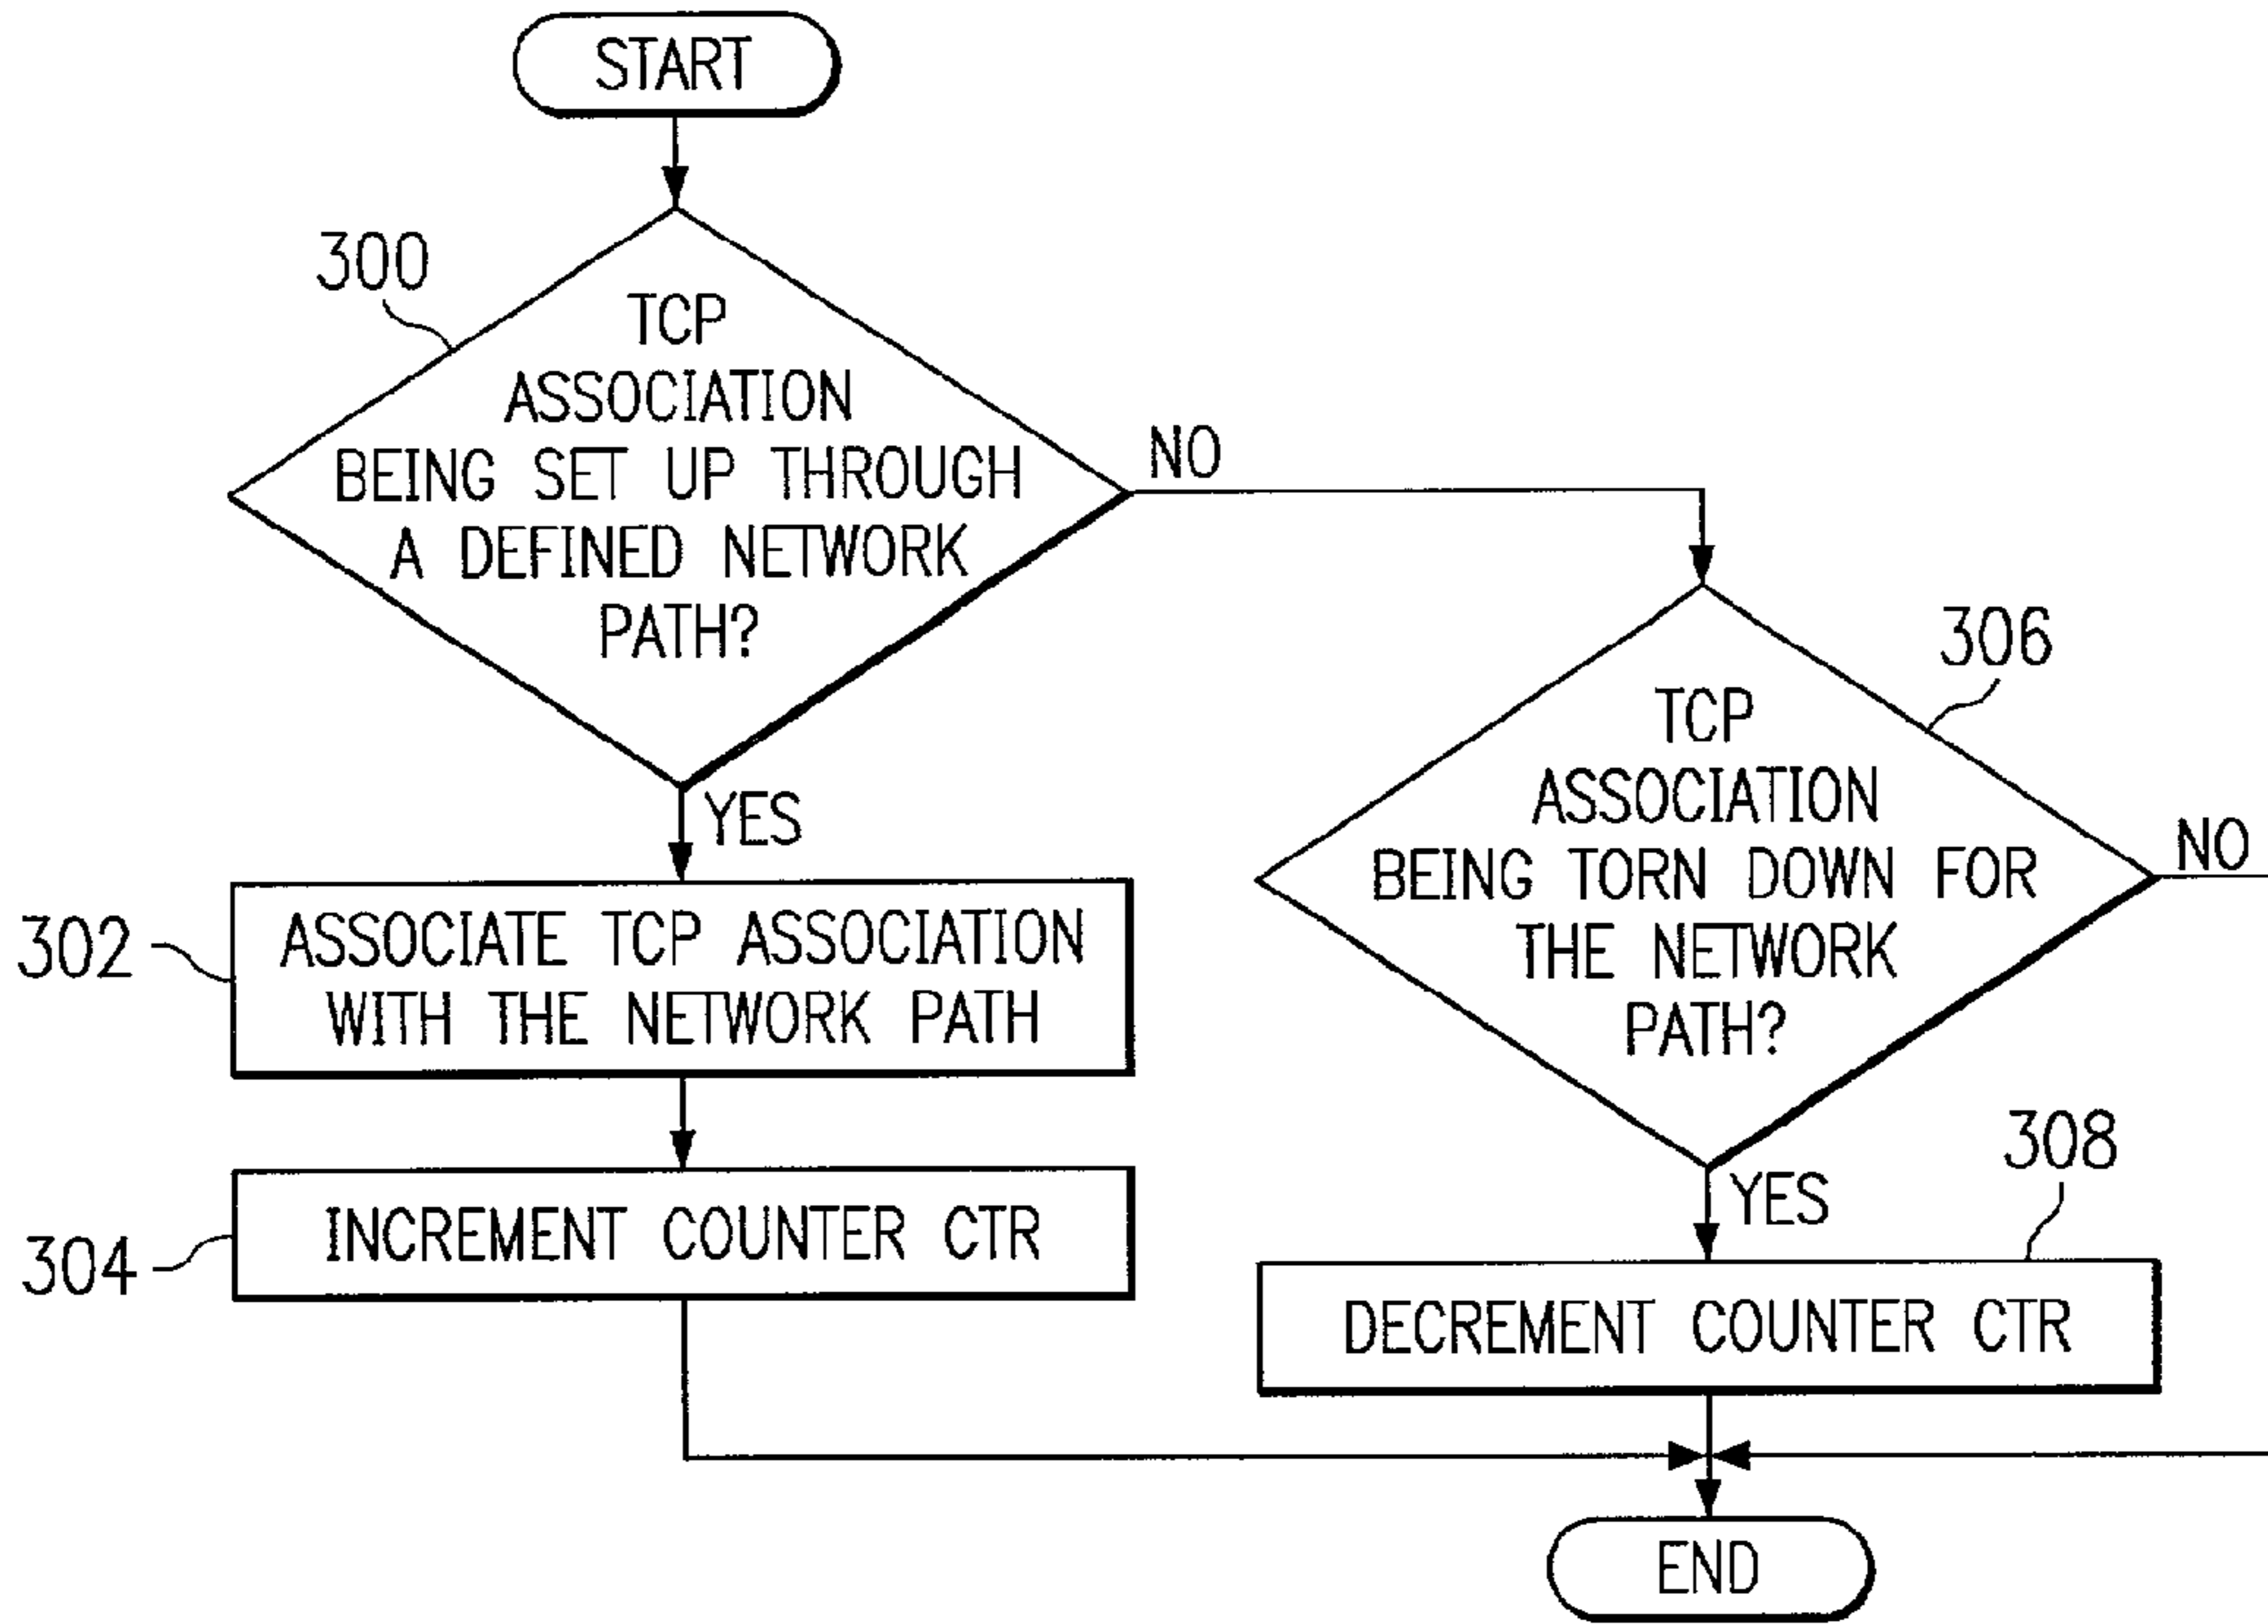 START
300
TCP
ASSOCIATION
BEING SET UP THROUGH
A DEFINED NETWORK
PATH?
NO
YES
302
ASSOCIATE TCP ASSOCIATION
WITH THE NETWORK PATH
304
INCREMENT COUNTER CTR
306
TCP
ASSOCIATION
BEING TORN DOWN FOR
THE NETWORK
PATH?
NO
YES
308
DECREMENT COUNTER CTR
END